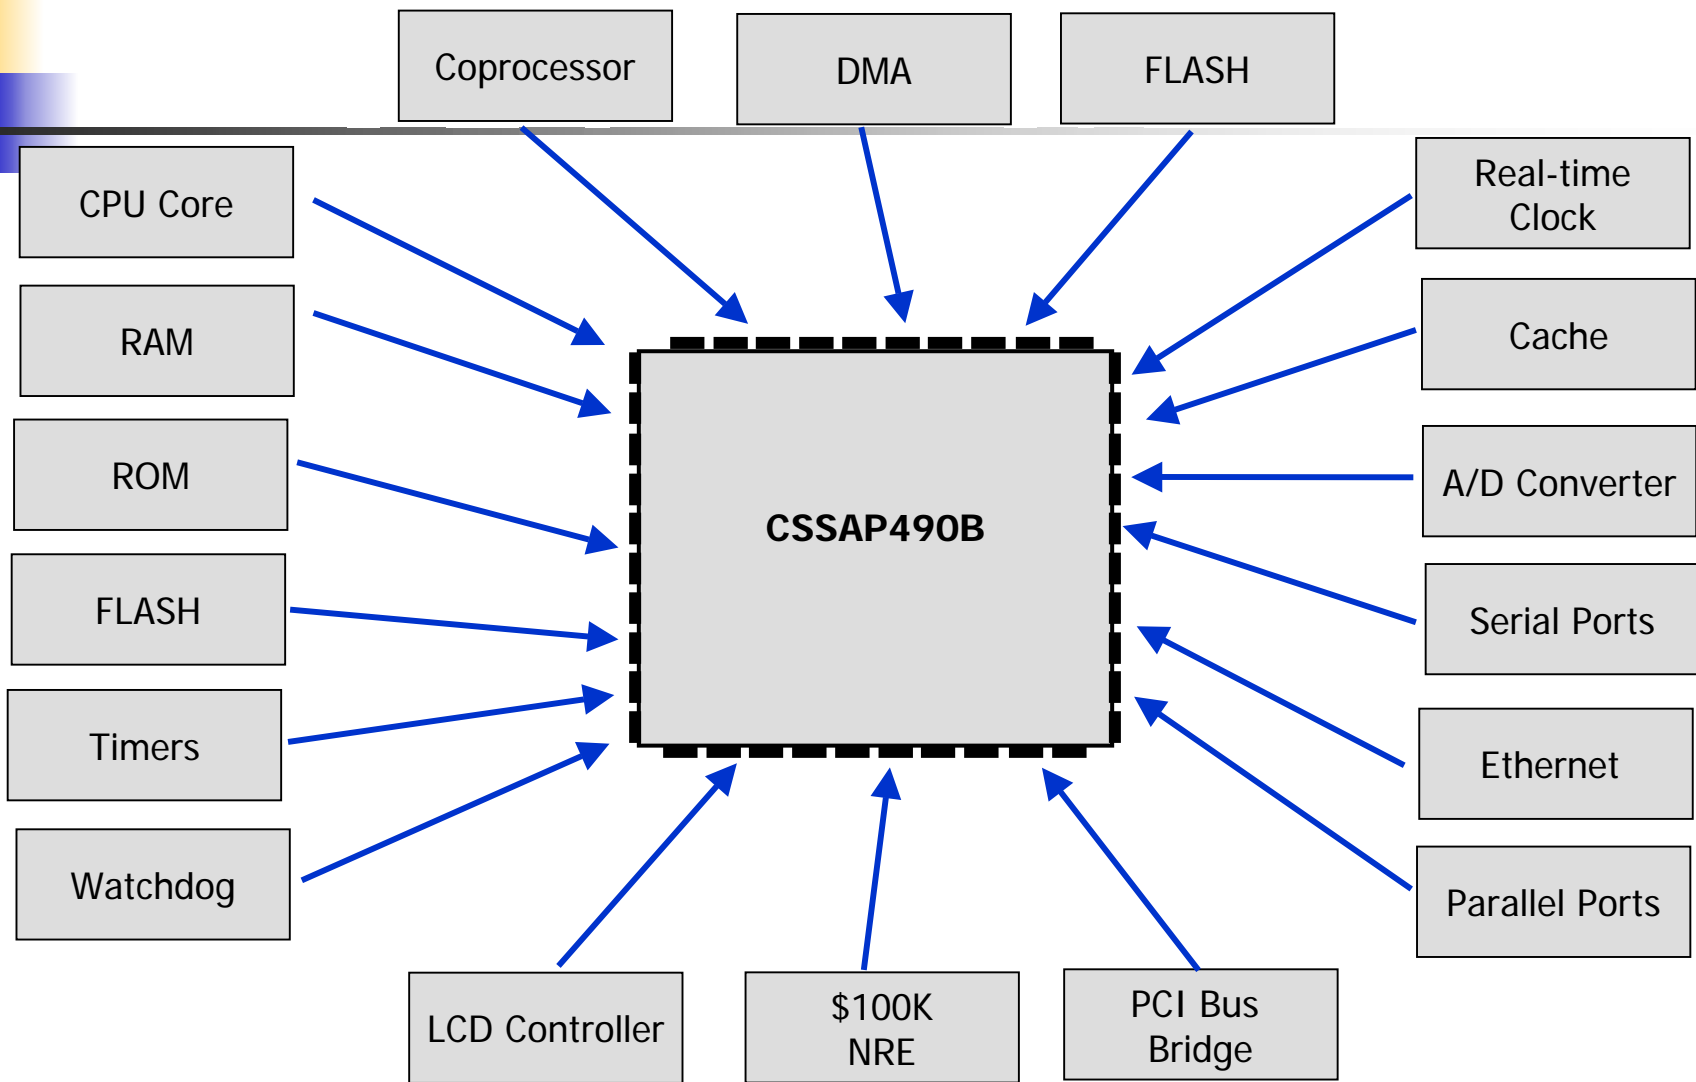 Coprocessor
DMA
FLASH
CPU Core
Real-time
Clock
RAM
Cache
ROM
A/D Converter
CSSAP490B
FLASH
Serial Ports
Timers
Ethernet
Watchdog
Parallel Ports
LCD Controller
$100K
NRE
PCI Bus
Bridge